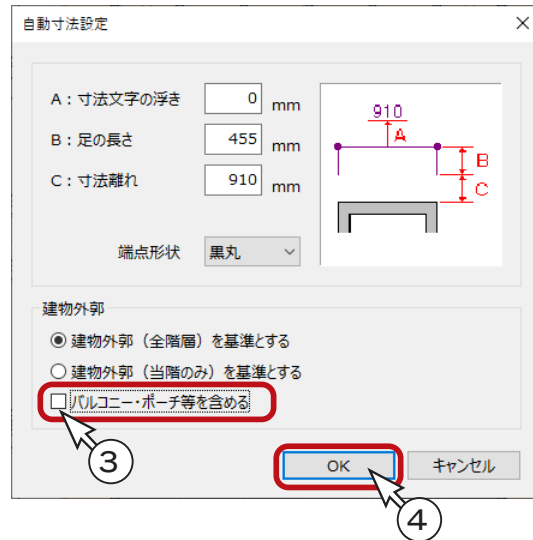 自動寸法設定
A：寸法文字の浮き 0 mm
B：足の長さ 455 mm
C：寸法離れ 910 mm
910
A
B
C
端点形状 黒丸
建物外郭
建物外郭（全階層）を基準とする
建物外郭（当階のみ）を基準とする
バルコニー・ポーチ等を含める
③
OK キャンセル
④